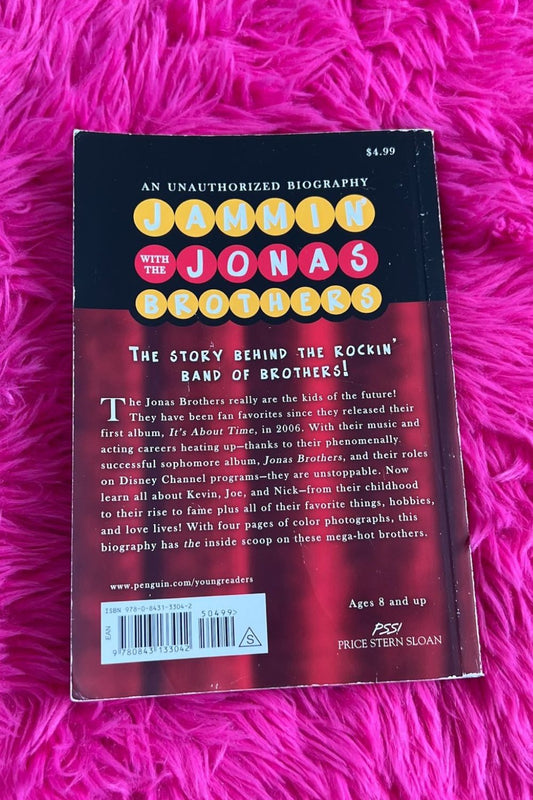 $4.99
AN UNAUTHORIZED BIOGRAPHY
JAMMIN'
WITH THE JONAS
BROTHERS
THE STORY BEHIND THE ROCKIN'
BAND OF BROTHERS!
The Jonas Brothers really are the kids of the future!
They have been fan favorites since they released their
first album, It's About Time, in 2006. With their music and
acting careers heating up—thanks to their phenomenally
successful sophomore album, Jonas Brothers, and their roles
on Disney Channel programs—they are unstoppable. Now
learn all about Kevin, Joe, and Nick—from their childhood
to their rise to fame plus all of their favorite things, hobbies,
and love lives! With four pages of color photographs, this
biography has the inside scoop on these mega-hot brothers.
www.penguin.com/youngreaders
ISBN 978-0-8431-3304-2
50499>
EAN
9 780843 133042
S
Ages 8 and up
PSS!
PRICE STERN SLOAN